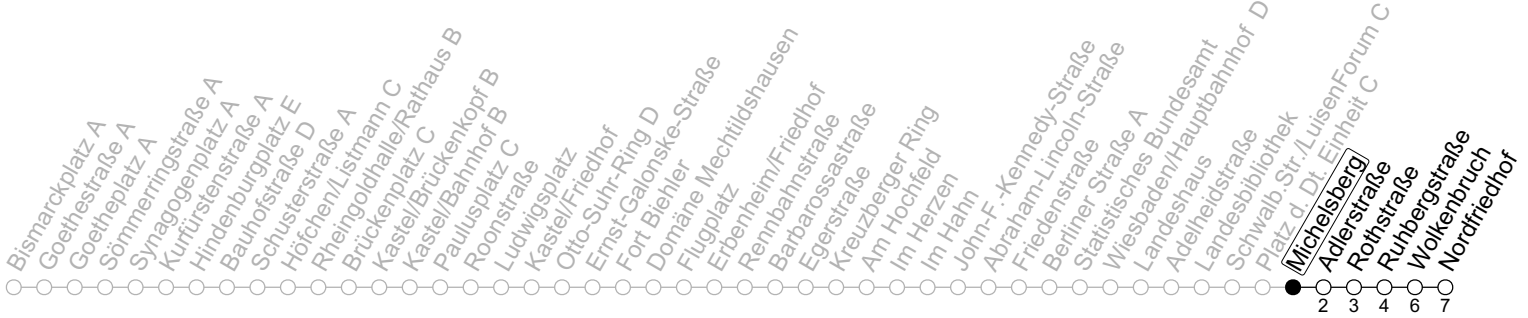 Bismarckplatz A
Goethestraße A
Goetheplatz A
Sömmerringstraße A
Synagogenplatz A
Kurfürstenstraße A
Hindenburgplatz E
Bauhofstraße D
Schusterstraße A
Höfchen/Listmann C
Rheingoldhalle/Rathaus B
Brückenplatz C
Kastel/Brückenkopf B
Kastel/Bahnhof B
Paulusplatz C
Roonstraße
Ludwigsplatz
Kastel/Friedhof
Otto-Suhr-Ring D
Ernst-Galonske-Straße
Fort Biehler
Domäne Mechtildshausen
Flugplatz
Erbenheim/Friedhof
Rennbahnstraße
Barbarossastraße
Egerstraße
Kreuzberger Ring
Am Hochfeld
Im Herzen
Im Hahn
John-F.-Kennedy-Straße
Abraham-Lincoln-Straße
Friedenstraße
Berliner Straße A
Statistisches Bundesamt
Wiesbaden/Hauptbahnhof D
Landeshaus
Adelheidstraße
Landesbibliothek
Schwalb.Str./LuisenForum C
Platz d. Dt. Einheit C
Michelsberg
Adlerstraße
Rothstraße
Ruhbergstraße
Wolkenbruch
Nordfriedhof
2 3 4 6 7